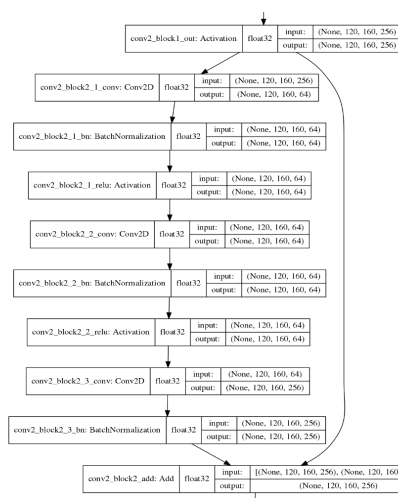 conv2_block1_out: Activation float32 input: (None, 120, 160, 256)
output: (None, 120, 160, 256)
conv2_block2_1_conv: Conv2D float32 input: (None, 120, 160, 256)
output: (None, 120, 160, 64)
conv2_block2_1_bn: BatchNormalization float32 input: (None, 120, 160, 64)
output: (None, 120, 160, 64)
conv2_block2_1_relu: Activation float32 input: (None, 120, 160, 64)
output: (None, 120, 160, 64)
conv2_block2_2_conv: Conv2D float32 input: (None, 120, 160, 64)
output: (None, 120, 160, 64)
conv2_block2_2_bn: BatchNormalization float32 input: (None, 120, 160, 64)
output: (None, 120, 160, 64)
conv2_block2_2_relu: Activation float32 input: (None, 120, 160, 64)
output: (None, 120, 160, 64)
conv2_block2_3_conv: Conv2D float32 input: (None, 120, 160, 64)
output: (None, 120, 160, 256)
conv2_block2_3_bn: BatchNormalization float32 input: (None, 120, 160, 256)
output: (None, 120, 160, 256)
conv2_block2_add: Add float32 input: [(None, 120, 160, 256), (None, 120, 160
output: (None, 120, 160, 256)